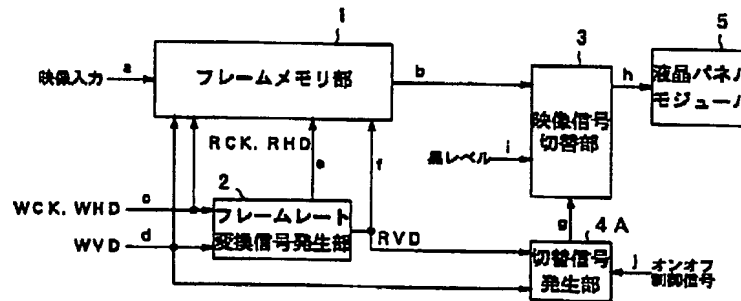 1
映像入力 a
フレームメモリ部
b
3
h
5
液晶パネル
モジュール
映像信号
切替部
黒レベル i
RCK, RHD
e
f
WCK, WHD c
2
フレームレート
変換信号発生部
WVD d
RVD
g
4A
切替信号
発生部
j オンオフ
制御信号